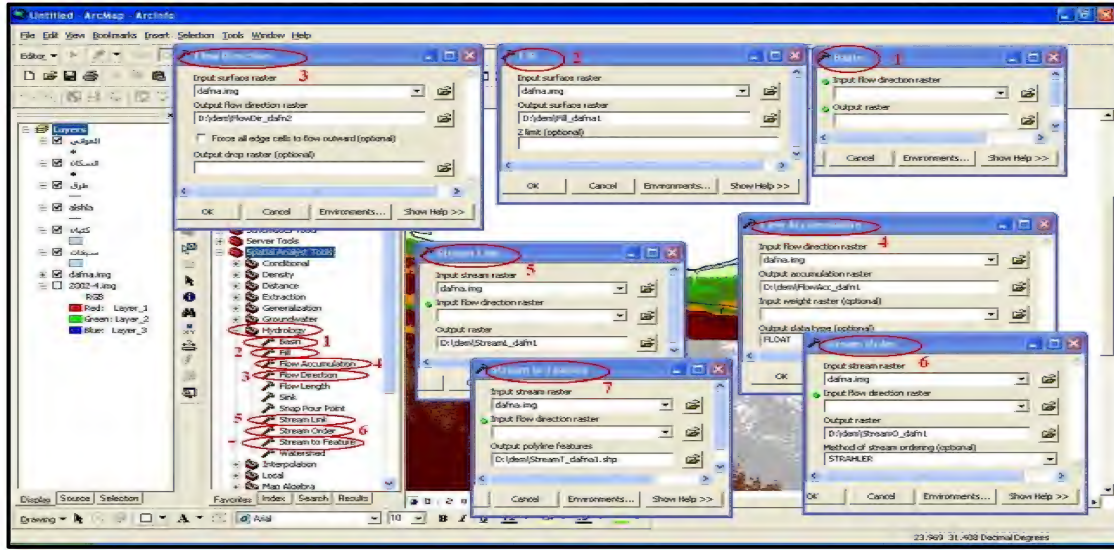 Untitled - ArcMap - ArcInfo
File Edit View Bookmarks Insert Selection Tools Window Help
Editor
Flow Direction
3
Input surface raster
dafna.img
Output flow direction raster
D:\dem\FlowDir_dafn2
Force all edge cells to flow outward (optional)
Output drop raster (optional)
OK Cancel Environments... Show Help >>
Fill
2
Input surface raster
dafna.img
Output surface raster
D:\dem\Fill_dafna1
Z limit (optional)
OK Cancel Environments... Show Help >>
Basin
1
Input flow direction raster
Output raster
Cancel Environments... Show Help >>
Layers
السكان
طرق
alshla
dafna.img
2002-4.img
RGB
Red: Layer_1
Green: Layer_2
Blue: Layer_3
Server Tools
Spatial Analyst Tools
Conditional
Density
Distance
Extraction
Generalization
Groundwater
Hydrology
Basin 1
2 Fill
Flow Accumulation 4
3 Flow Direction
Flow Length
Sink
Snap Pour Point
5 Stream Link
Stream Order 6
Stream to Feature
Watershed
Interpolation
Local
Map Algebra
Stream Link
5
Input stream raster
dafna.img
Input flow direction raster
Output raster
D:\dem\StreamL_dafn1
Flow Accumulation
4
Input flow direction raster
dafna.img
Output accumulation raster
D:\dem\FlowAcc_dafn1
Input weight raster (optional)
Output data type (optional)
FLOAT
OK
Stream to Feature
7
Input stream raster
dafna.img
Input flow direction raster
Output polyline features
D:\dem\StreamT_dafna1.shp
Cancel Environments... Show Help >>
Stream Order
6
Input stream raster
dafna.img
Input flow direction raster
Output raster
D:\dem\StreamO_dafn1
Method of stream ordering (optional)
STRAHLER
OK Cancel Environments... Show Help >>
Display Source Selection
Favorites Index Search Results
Drawing A Arial 10 B I U
23.969 31.408 Decimal Degrees